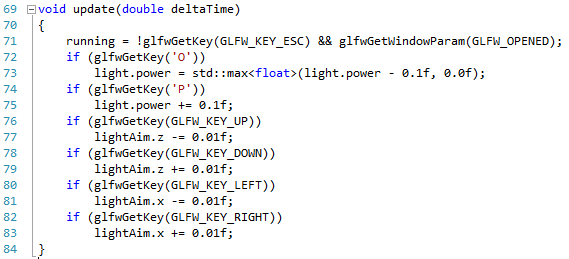 69 void update(double deltaTime)
70 {
71     running = !glfwGetKey(GLFW_KEY_ESC) && glfwGetWindowParam(GLFW_OPENED);
72     if (glfwGetKey('O'))
73         light.power = std::max<float>(light.power - 0.1f, 0.0f);
74     if (glfwGetKey('P'))
75         light.power += 0.1f;
76     if (glfwGetKey(GLFW_KEY_UP))
77         lightAim.z -= 0.01f;
78     if (glfwGetKey(GLFW_KEY_DOWN))
79         lightAim.z += 0.01f;
80     if (glfwGetKey(GLFW_KEY_LEFT))
81         lightAim.x -= 0.01f;
82     if (glfwGetKey(GLFW_KEY_RIGHT))
83         lightAim.x += 0.01f;
84 }